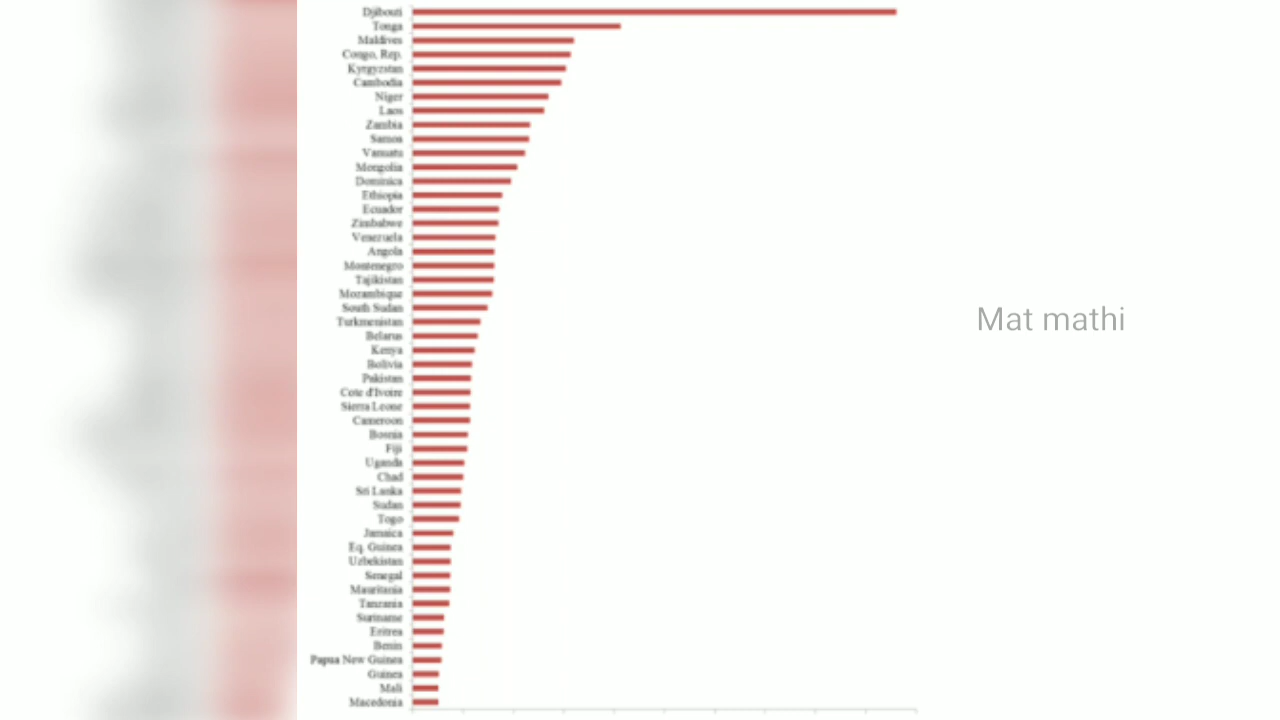 Djibouti
Tonga
Maldives
Congo, Rep.
Kyrgyzstan
Cambodia
Niger
Laos
Zambia
Samoa
Vanuatu
Mongolia
Dominica
Ethiopia
Ecuador
Zimbabwe
Venezuela
Angola
Montenegro
Tajikistan
Mozambique
South Sudan
Turkmenistan
Belarus
Kenya
Bolivia
Pakistan
Cote d'Ivoire
Sierra Leone
Cameroon
Bosnia
Fiji
Uganda
Chad
Sri Lanka
Sudan
Togo
Jamaica
Eq. Guinea
Uzbekistan
Senegal
Mauritania
Tanzania
Suriname
Eritrea
Benin
Papua New Guinea
Guinea
Mali
Macedonia
Mat mathi